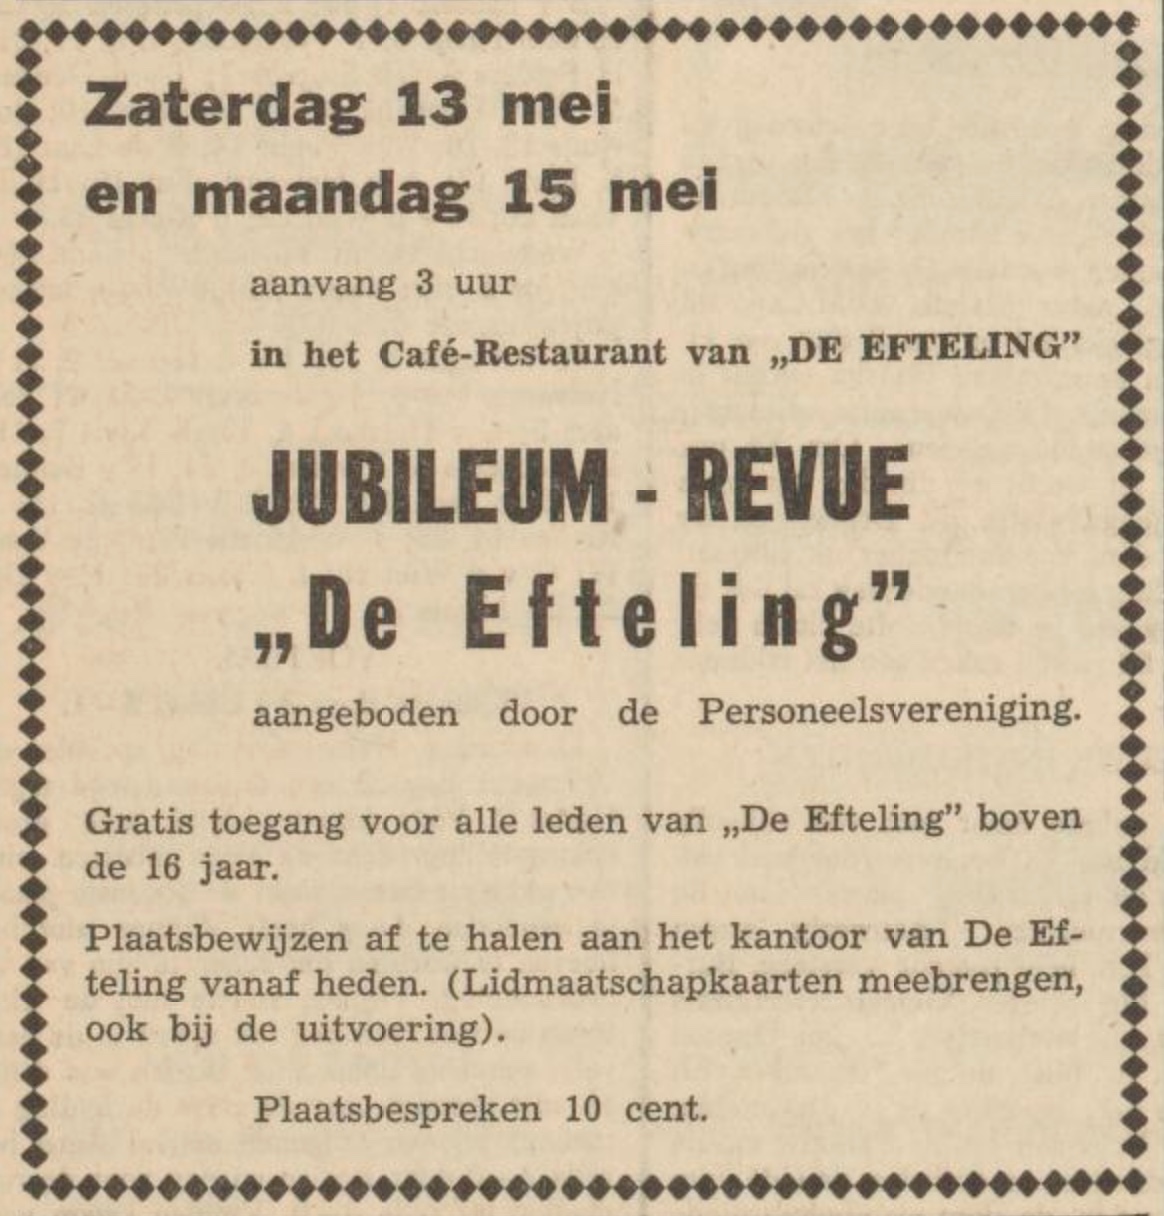 Zaterdag 13 mei
en maandag 15 mei
aanvang 3 uur
in het Café-Restaurant van „DE EFTELING”
JUBILEUM - REVUE
„De Efteling”
aangeboden door de Personeelsvereniging.
Gratis toegang voor alle leden van „De Efteling” boven
de 16 jaar.
Plaatsbewijzen af te halen aan het kantoor van De Ef-
teling vanaf heden. (Lidmaatschapkaarten meebrengen,
ook bij de uitvoering).
Plaatsbespreken 10 cent.